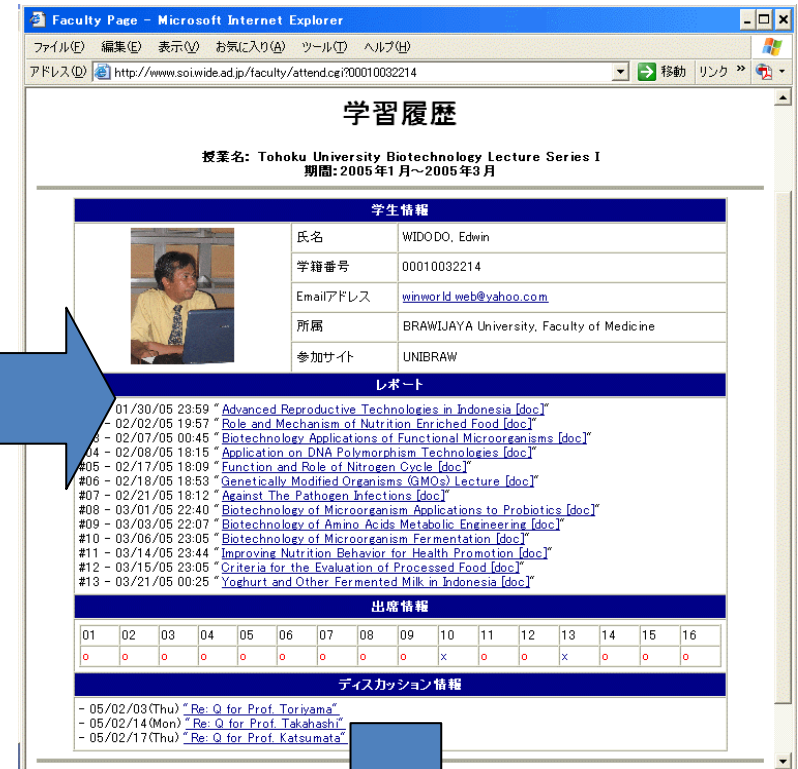 Faculty Page - Microsoft Internet Explorer
ファイル(F) 編集(E) 表示(V) お気に入り(A) ツール(T) ヘルプ(H)
アドレス(D) http://www.soi.wide.ad.jp/faculty/attend.cgi?00010032214 移動 リンク »
学習履歴
授業名: Tohoku University Biotechnology Lecture Series I
期間: 2005年1月～2005年3月
学生情報
氏名 WIDODO, Edwin
学籍番号 00010032214
Emailアドレス winworld_web@yahoo.com
所属 BRAWIJAYA University, Faculty of Medicine
参加サイト UNIBRAW
レポート
01/30/05 23:59 "Advanced Reproductive Technologies in Indonesia [doc]"
- 02/02/05 19:57 "Role and Mechanism of Nutrition Enriched Food [doc]"
- 02/07/05 00:45 "Biotechnology Applications of Functional Microorganisms [doc]"
#04 - 02/08/05 18:15 "Application on DNA Polymorphism Technologies [doc]"
#05 - 02/17/05 18:09 "Function and Role of Nitrogen Cycle [doc]"
#06 - 02/18/05 18:53 "Genetically Modified Organisms (GMOs) Lecture [doc]"
#07 - 02/21/05 18:12 "Against The Pathogen Infections [doc]"
#08 - 03/01/05 22:40 "Biotechnology of Microorganism Applications to Probiotics [doc]"
#09 - 03/03/05 22:07 "Biotechnology of Amino Acids Metabolic Engineering [doc]"
#10 - 03/06/05 23:05 "Biotechnology of Microorganism Fermentation [doc]"
#11 - 03/14/05 23:44 "Improving Nutrition Behavior for Health Promotion [doc]"
#12 - 03/15/05 23:05 "Criteria for the Evaluation of Processed Food [doc]"
#13 - 03/21/05 00:25 "Yoghurt and Other Fermented Milk in Indonesia [doc]"
出席情報
01 02 03 04 05 06 07 08 09 10 11 12 13 14 15 16
o o o o o o o o o x o o x o o o
ディスカッション情報
- 05/02/03(Thu) "Re: Q for Prof. Toriyama"
- 05/02/14(Mon) "Re: Q for Prof. Takahashi"
- 05/02/17(Thu) "Re: Q for Prof. Katsumata"